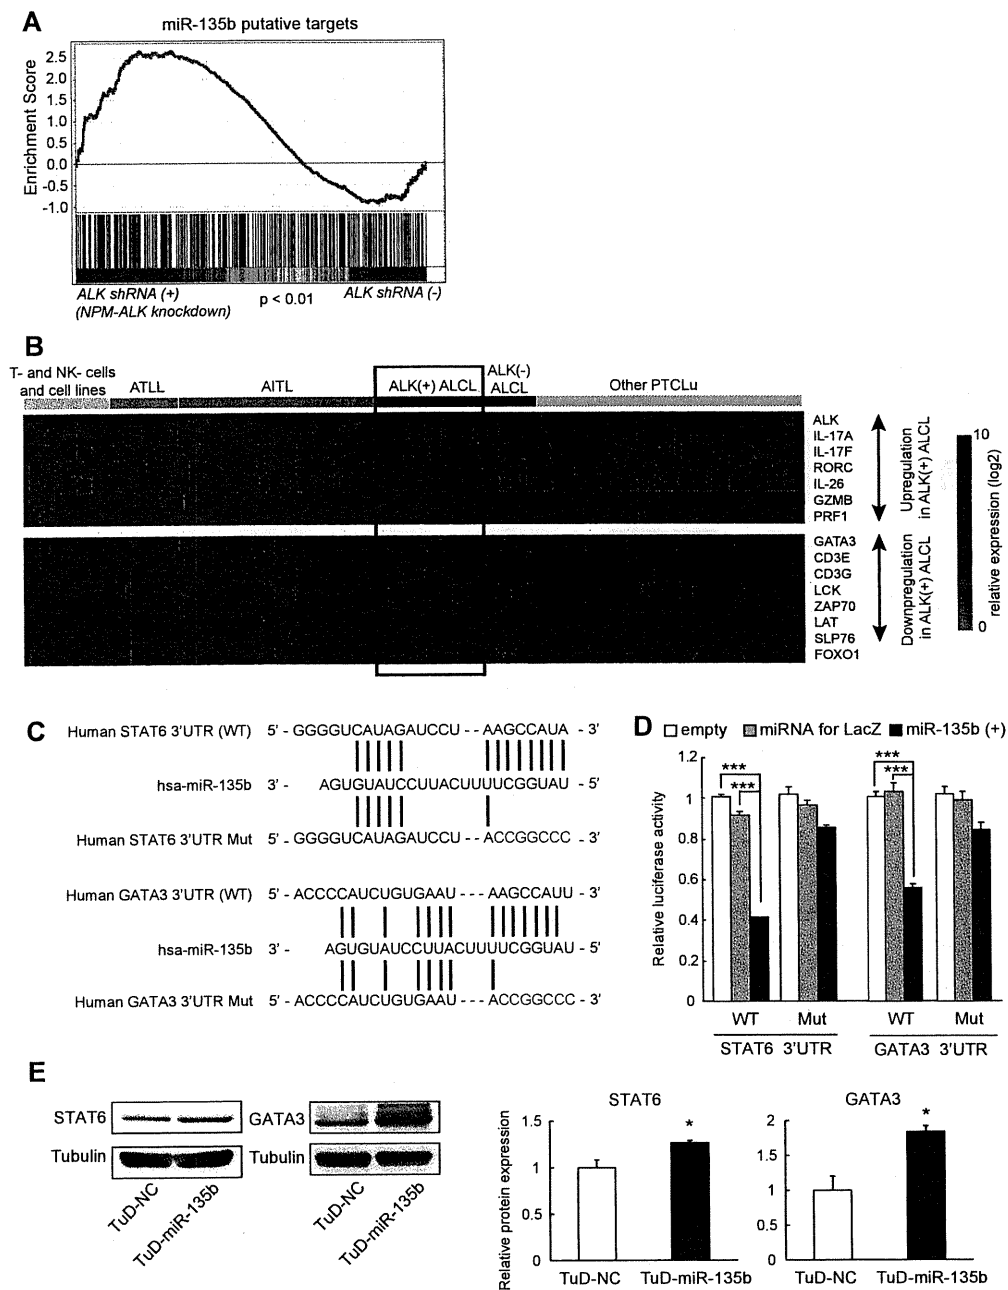 A
miR-135b putative targets
Enrichment Score
2.5
2.0
1.5
1.0
0.5
0.0
-0.5
-1.0
ALK shRNA (+)
(NPM-ALK knockdown)
p < 0.01
ALK shRNA (-)
B
T- and NK- cells
and cell lines
ATLL
AITL
ALK(+) ALCL
ALK(-)
ALCL
Other PTCLu
ALK
IL-17A
IL-17F
RORC
IL-26
GZMB
PRF1
Upregulation
in ALK(+) ALCL
GATA3
CD3E
CD3G
LCK
ZAP70
LAT
SLP76
FOXO1
Downpregulation
in ALK(+) ALCL
10
0
relative expression (log2)
C
Human STAT6 3'UTR (WT) 5' - GGGGUCAUAGAUCCU - - AAGCCAUA - 3'
hsa-miR-135b 3' - AGUGUAUCCUUACUUUUCGGUAU - 5'
Human STAT6 3'UTR Mut 5' - GGGGUCAUAGAUCCU - - ACCGGCCC - 3'
Human GATA3 3'UTR (WT) 5' - ACCCCAUCUGUGAAU - - - AAGCCAUU - 3'
hsa-miR-135b 3' - AGUGUAUCCUUACUUUUCGGUAU - 5'
Human GATA3 3'UTR Mut 5' - ACCCCAUCUGUGAAU - - - ACCGGCCC - 3'
D
empty miRNA for LacZ miR-135b (+)
Relative luciferase activity
1.2
1
0.8
0.6
0.4
0.2
0
***
***
***
***
WT Mut WT Mut
STAT6 3'UTR GATA3 3'UTR
E
STAT6
Tubulin
TuD-NC
TuD-miR-135b
GATA3
Tubulin
TuD-NC
TuD-miR-135b
Relative protein expression
STAT6
1.5
1
0.5
0
*
TuD-NC TuD-miR-135b
GATA3
2
1.5
1
0.5
0
*
TuD-NC TuD-miR-135b